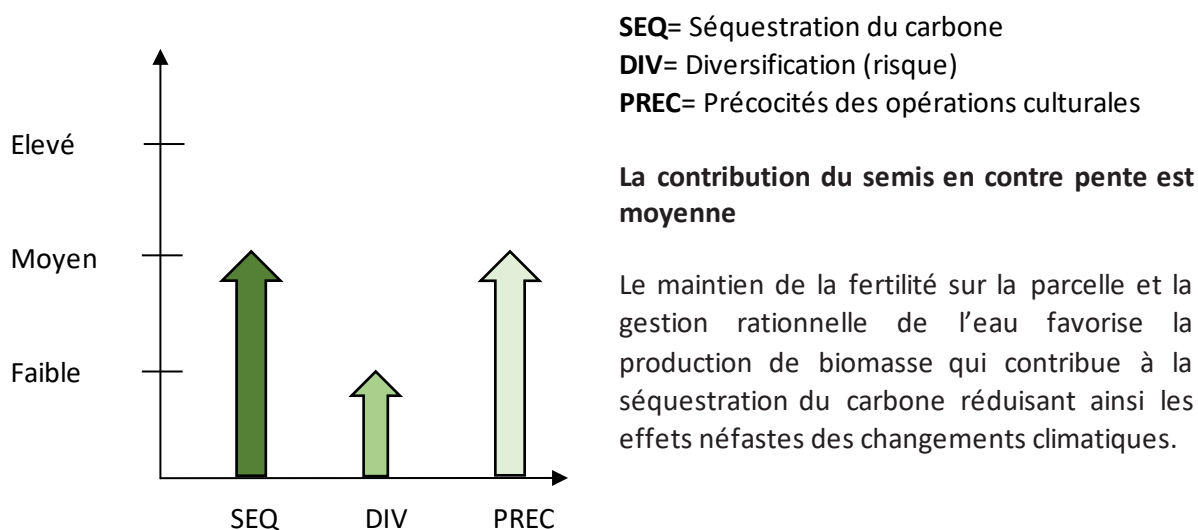 Elevé
Moyen
Faible
SEQ DIV PREC
SEQ= Séquestration du carbone
DIV= Diversification (risque)
PREC= Précocités des opérations culturales
La contribution du semis en contre pente est
moyenne
Le maintien de la fertilité sur la parcelle et la
gestion rationnelle de l’eau favorise la
production de biomasse qui contribue à la
séquestration du carbone réduisant ainsi les
effets néfastes des changements climatiques.